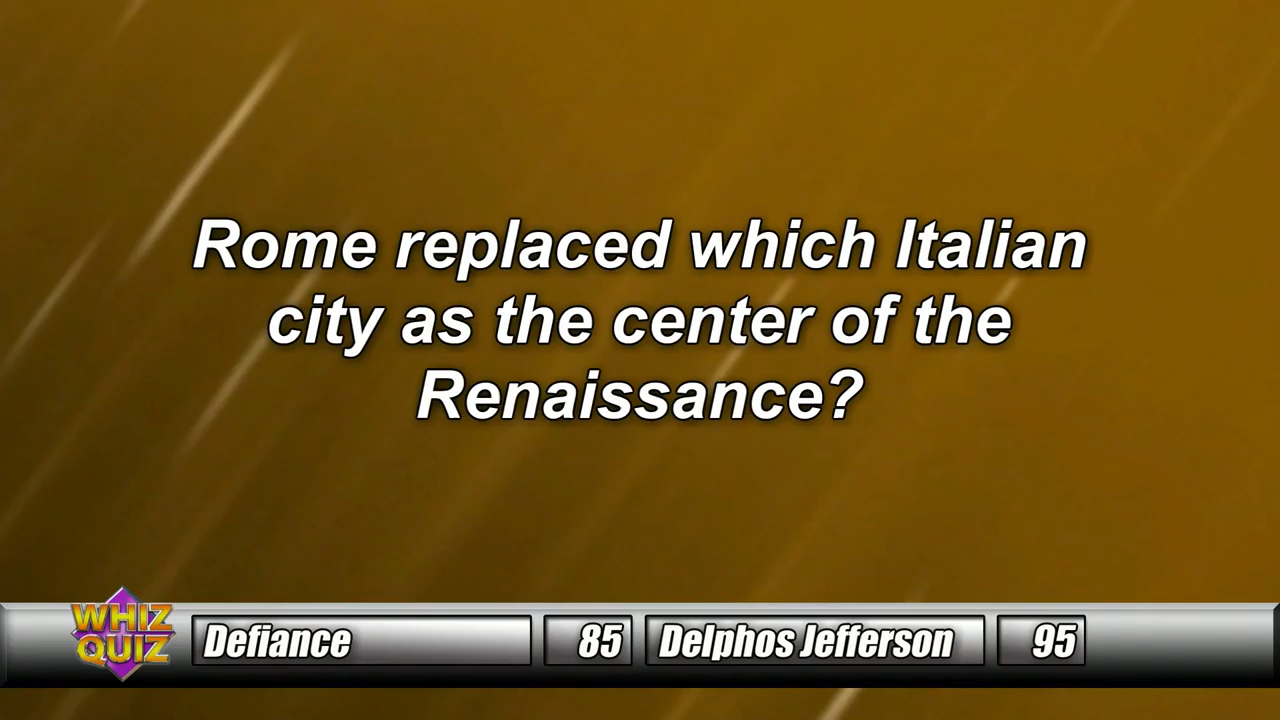 Rome replaced which Italian
city as the center of the
Renaissance?
WHIZ
QUIZ
Defiance 85 Delphos Jefferson 95